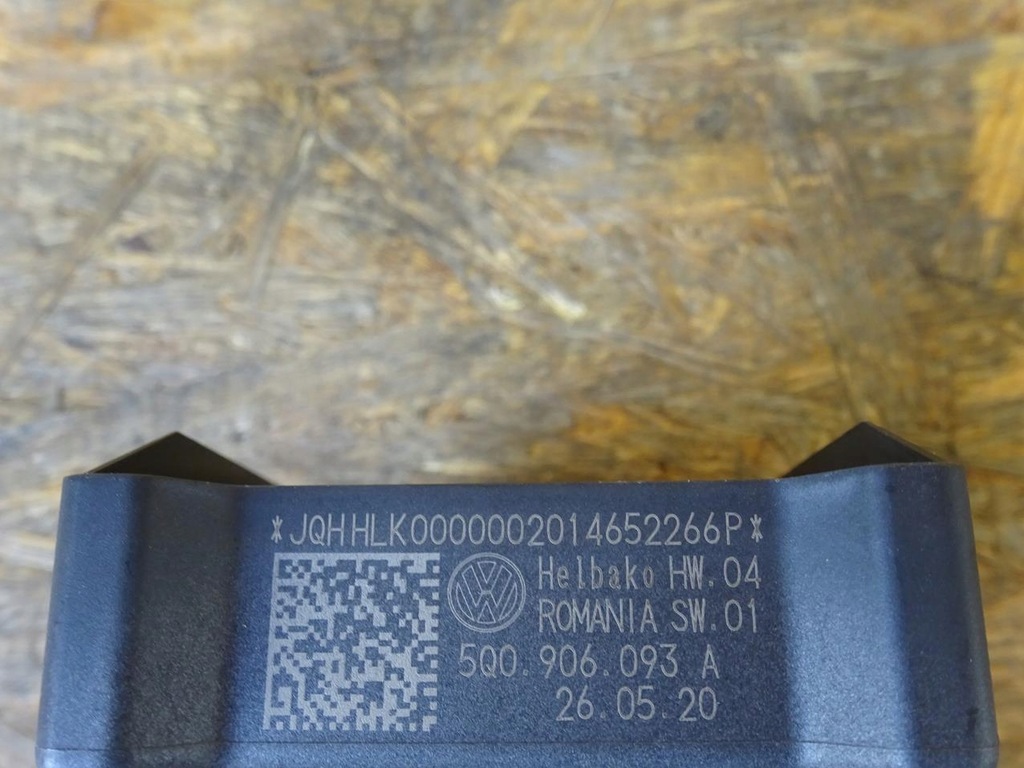 *JQHHLK0000002014652266P*
Helbako HW.04
ROMANIA SW.01
5Q0.906.093 A
26.05.20